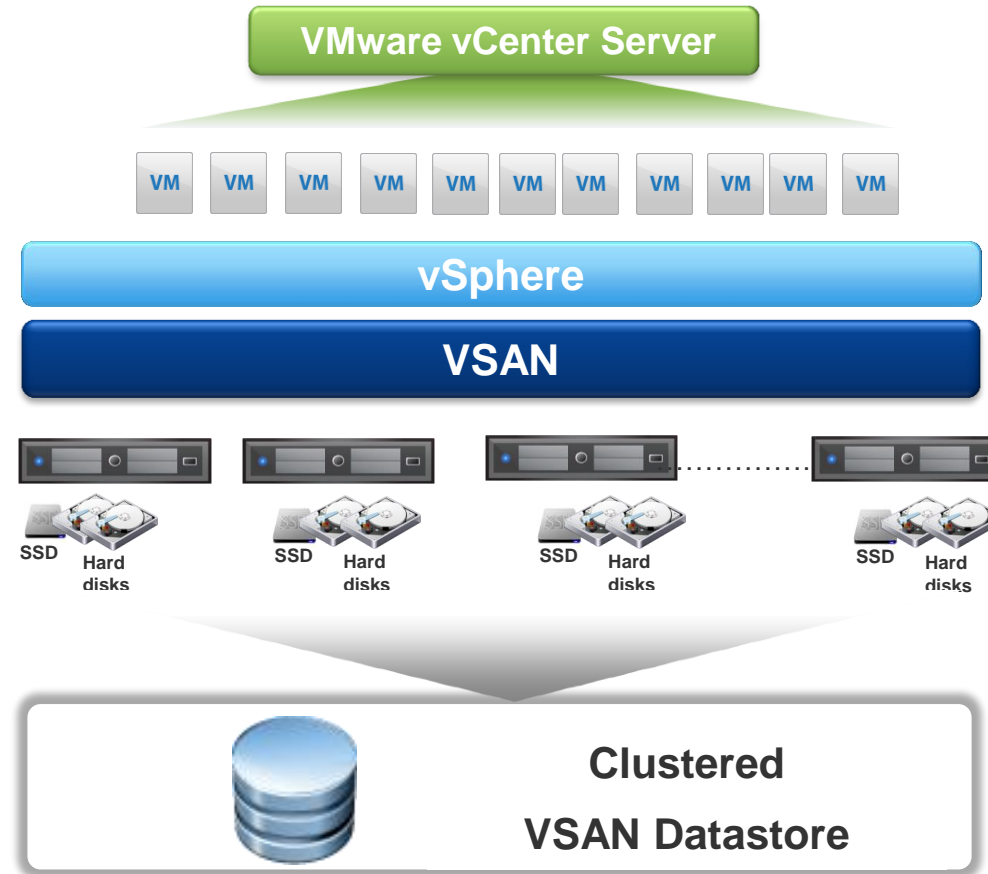 VMware vCenter Server
VM VM VM VM VM VM VM VM VM VM VM
vSphere
VSAN
SSD Hard disks
SSD Hard disks
SSD Hard disks
SSD Hard disks
Clustered
VSAN Datastore